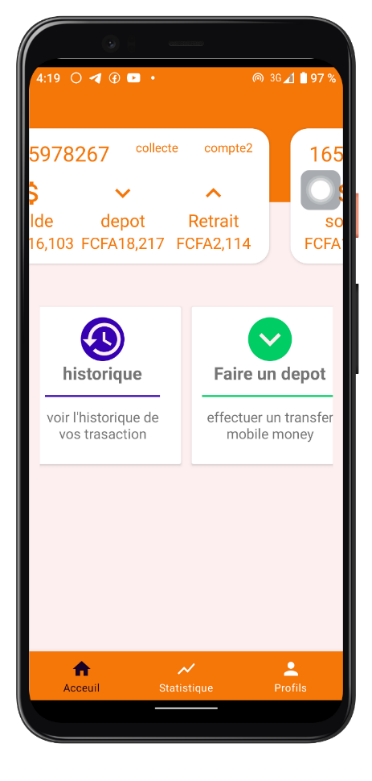 4:19 3G 97 %
5978267 collecte compte2 165
$
lde depot Retrait so
16,103 FCFA18,217 FCFA2,114 FCFA
historique Faire un depot
voir l'historique de effectuer un transfer
vos trasaction mobile money
Acceuil Statistique Profils